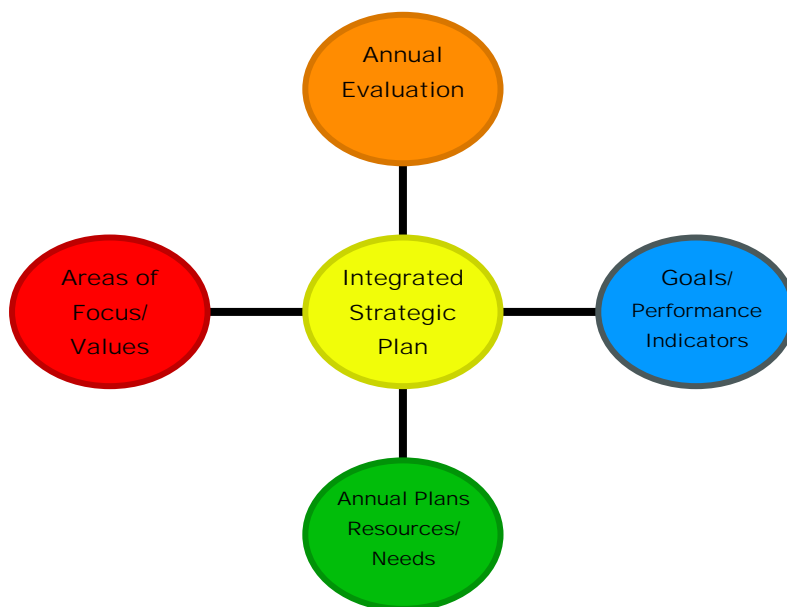 Annual
Evaluation
Areas of
Focus/
Values
Integrated
Strategic
Plan
Goals/
Performance
Indicators
Annual Plans
Resources/
Needs